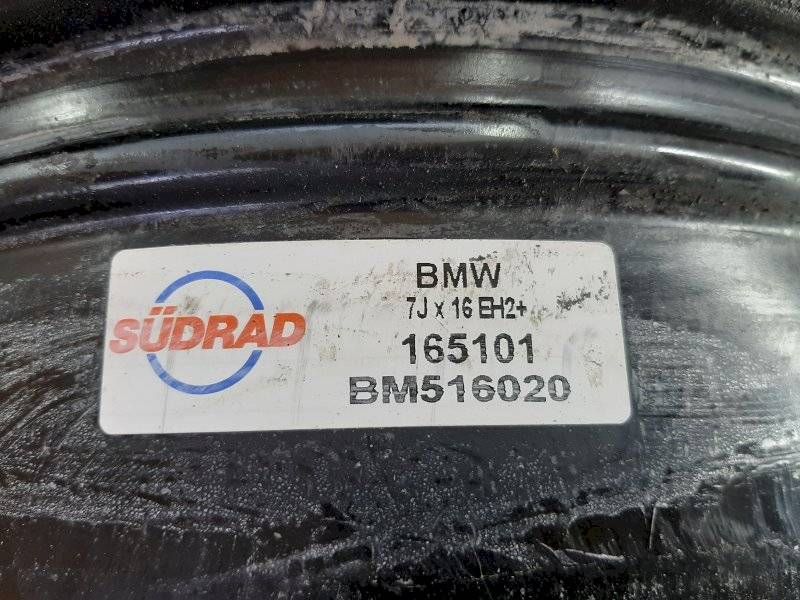 SÜDRAD
BMW
7J x 16 EH2+
165101
BM516020